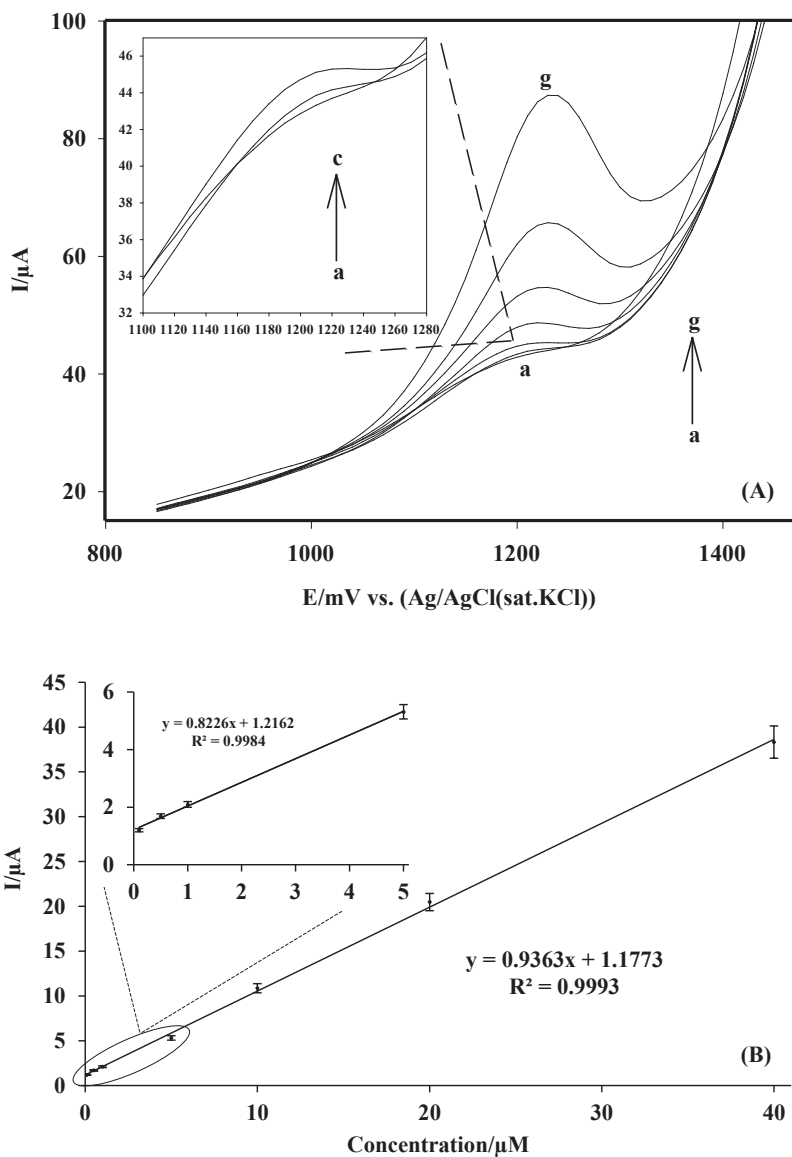 100
80
60
40
20
I/μA
46
44
42
40
38
36
34
32
1100 1120 1140 1160 1180 1200 1220 1240 1260 1280
c
a
g
a
g
a
(A)
800 1000 1200 1400
E/mV vs. (Ag/AgCl(sat.KCl))
45
40
35
30
25
20
15
10
5
0
I/μA
6
4
2
0
y = 0.8226x + 1.2162
R² = 0.9984
0 1 2 3 4 5
y = 0.9363x + 1.1773
R² = 0.9993
(B)
0 10 20 30 40
Concentration/μM